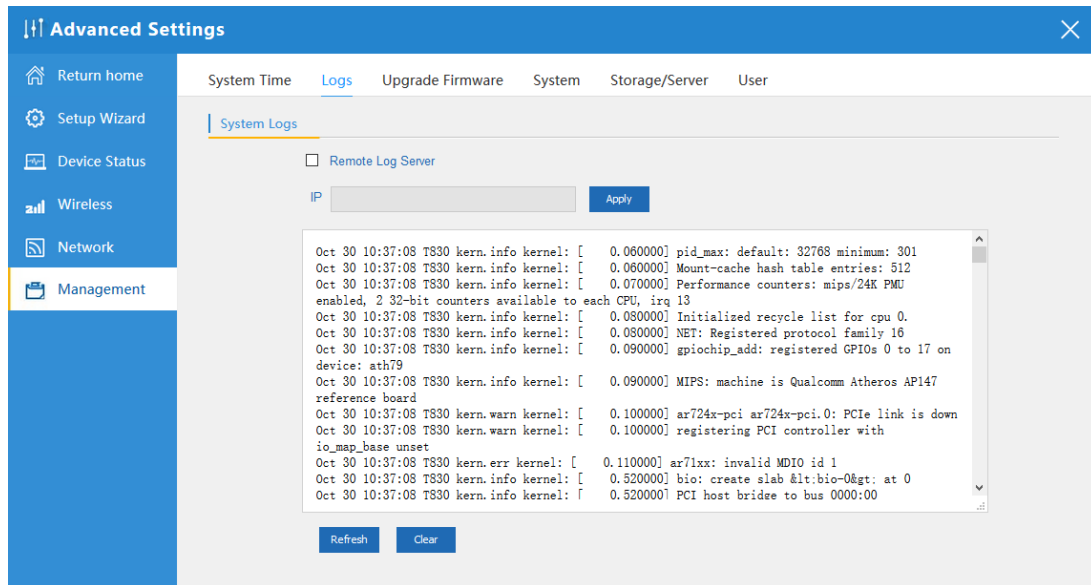 Advanced Settings
Return home
Setup Wizard
Device Status
Wireless
Network
Management
System Time Logs Upgrade Firmware System Storage/Server User
System Logs
Remote Log Server
IP Apply
Oct 30 10:37:08 T830 kern.info kernel: [    0.060000] pid_max: default: 32768 minimum: 301
Oct 30 10:37:08 T830 kern.info kernel: [    0.060000] Mount-cache hash table entries: 512
Oct 30 10:37:08 T830 kern.info kernel: [    0.070000] Performance counters: mips/24K PMU
enabled, 2 32-bit counters available to each CPU, irq 13
Oct 30 10:37:08 T830 kern.info kernel: [    0.080000] Initialized recycle list for cpu 0.
Oct 30 10:37:08 T830 kern.info kernel: [    0.080000] NET: Registered protocol family 16
Oct 30 10:37:08 T830 kern.info kernel: [    0.090000] gpiochip_add: registered GPIOs 0 to 17 on
device: ath79
Oct 30 10:37:08 T830 kern.info kernel: [    0.090000] MIPS: machine is Qualcomm Atheros AP147
reference board
Oct 30 10:37:08 T830 kern.warn kernel: [    0.100000] ar724x-pci ar724x-pci.0: PCIe link is down
Oct 30 10:37:08 T830 kern.warn kernel: [    0.100000] registering PCI controller with
io_map_base unset
Oct 30 10:37:08 T830 kern.err kernel: [    0.110000] ar71xx: invalid MDIO id 1
Oct 30 10:37:08 T830 kern.info kernel: [    0.520000] bio: create slab &lt;bio-0&gt; at 0
Oct 30 10:37:08 T830 kern.info kernel: [    0.520000] PCI host bridge to bus 0000:00
Refresh Clear